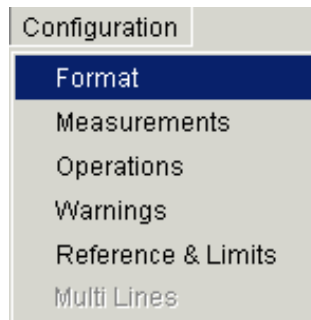 Configuration
Format
Measurements
Operations
Warnings
Reference & Limits
Multi Lines